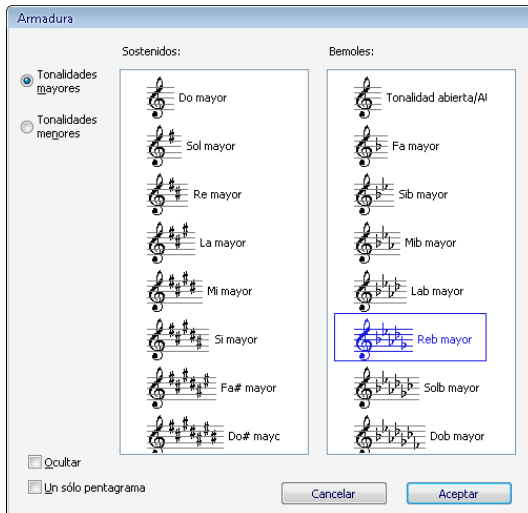 Armadura
Sostenidos:
Bemoles:
Tonalidades
mayores
Tonalidades
menores
Do mayor
Sol mayor
Re mayor
La mayor
Mi mayor
Si mayor
Fa# mayor
Do# mayc
Tonalidad abierta/Al
Fa mayor
Sib mayor
Mib mayor
Lab mayor
Reb mayor
Solb mayor
Dob mayor
Ocultar
Un sólo pentagrama
Cancelar
Aceptar